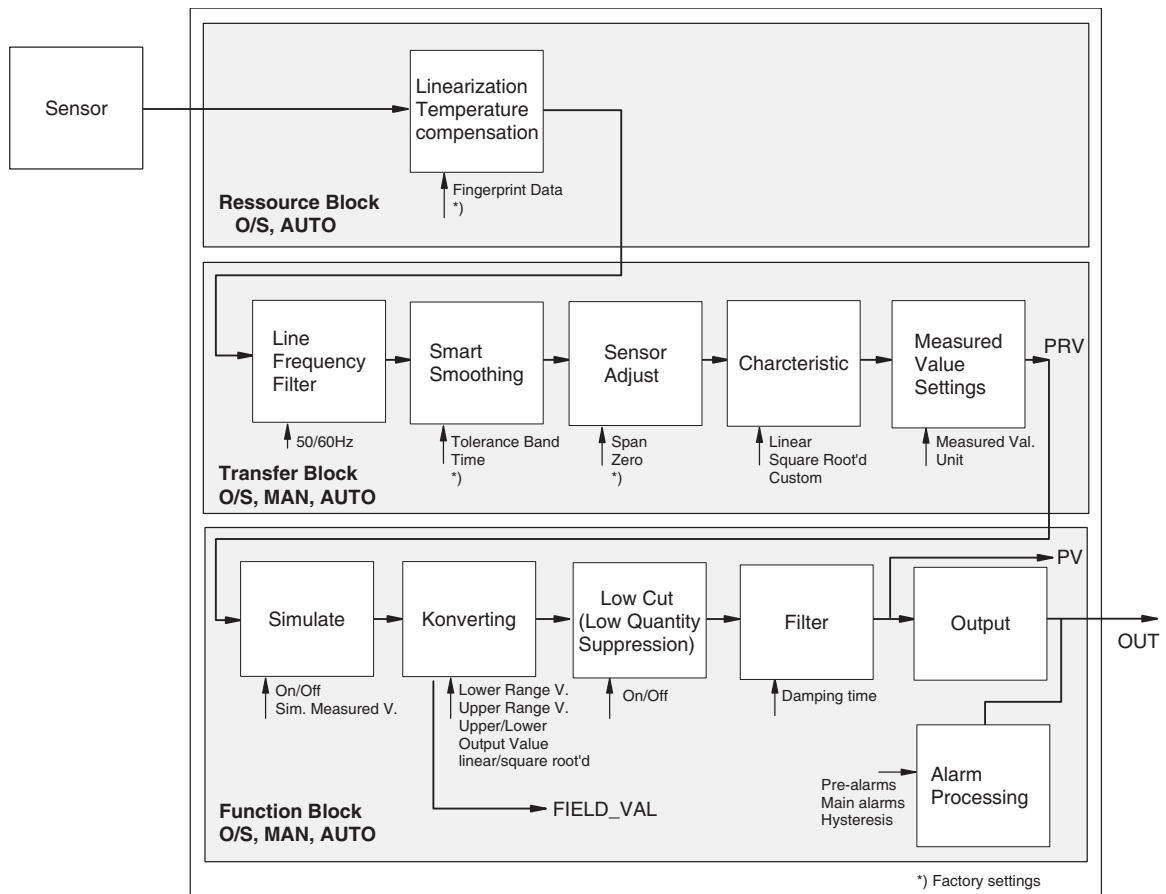 Sensor
Linearization
Temperature
compensation
Fingerprint Data
*)
Ressource Block
O/S, AUTO
Line
Frequency
Filter
Smart
Smoothing
Sensor
Adjust
Charcteristic
Measured
Value
Settings
PRV
50/60Hz
Tolerance Band
Time
*)
Span
Zero
*)
Linear
Square Root'd
Custom
Measured Val.
Unit
Transfer Block
O/S, MAN, AUTO
Simulate
Konverting
Low Cut
(Low Quantity
Suppression)
Filter
PV
Output
OUT
On/Off
Sim. Measured V.
Lower Range V.
Upper Range V.
Upper/Lower
Output Value
linear/square root'd
On/Off
Damping time
FIELD_VAL
Pre-alarms
Main alarms
Hysteresis
Alarm
Processing
Function Block
O/S, MAN, AUTO
*) Factory settings